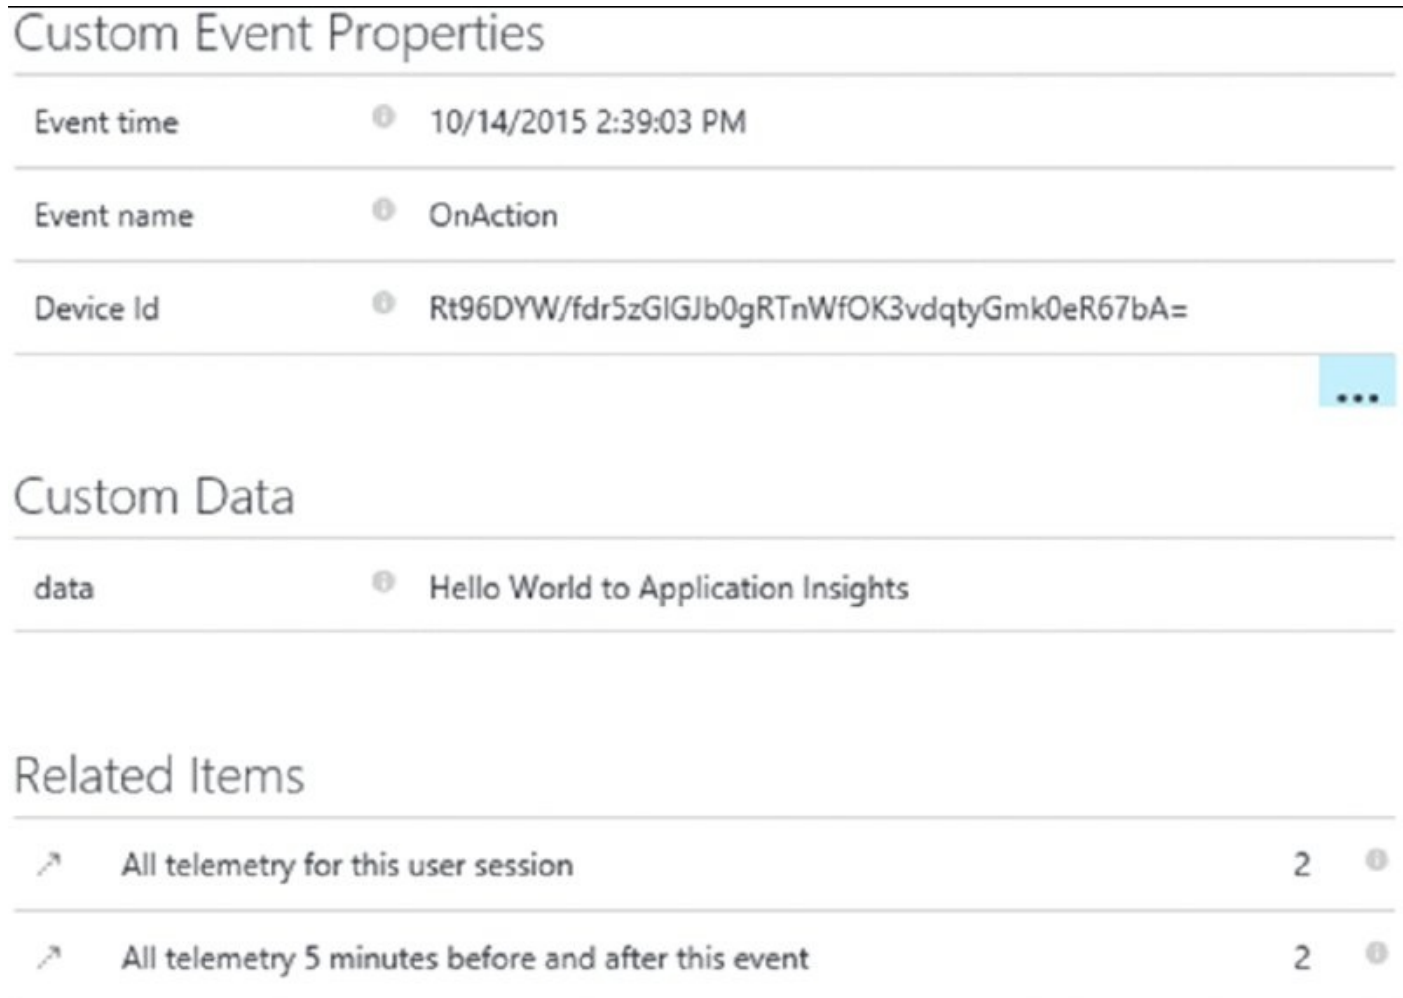 Custom Event Properties
Event time 10/14/2015 2:39:03 PM
Event name OnAction
Device Id Rt96DYW/fdr5zGIGJb0gRTnWfOK3vdqtyGmk0eR67bA=
...
Custom Data
data Hello World to Application Insights
Related Items
All telemetry for this user session 2
All telemetry 5 minutes before and after this event 2